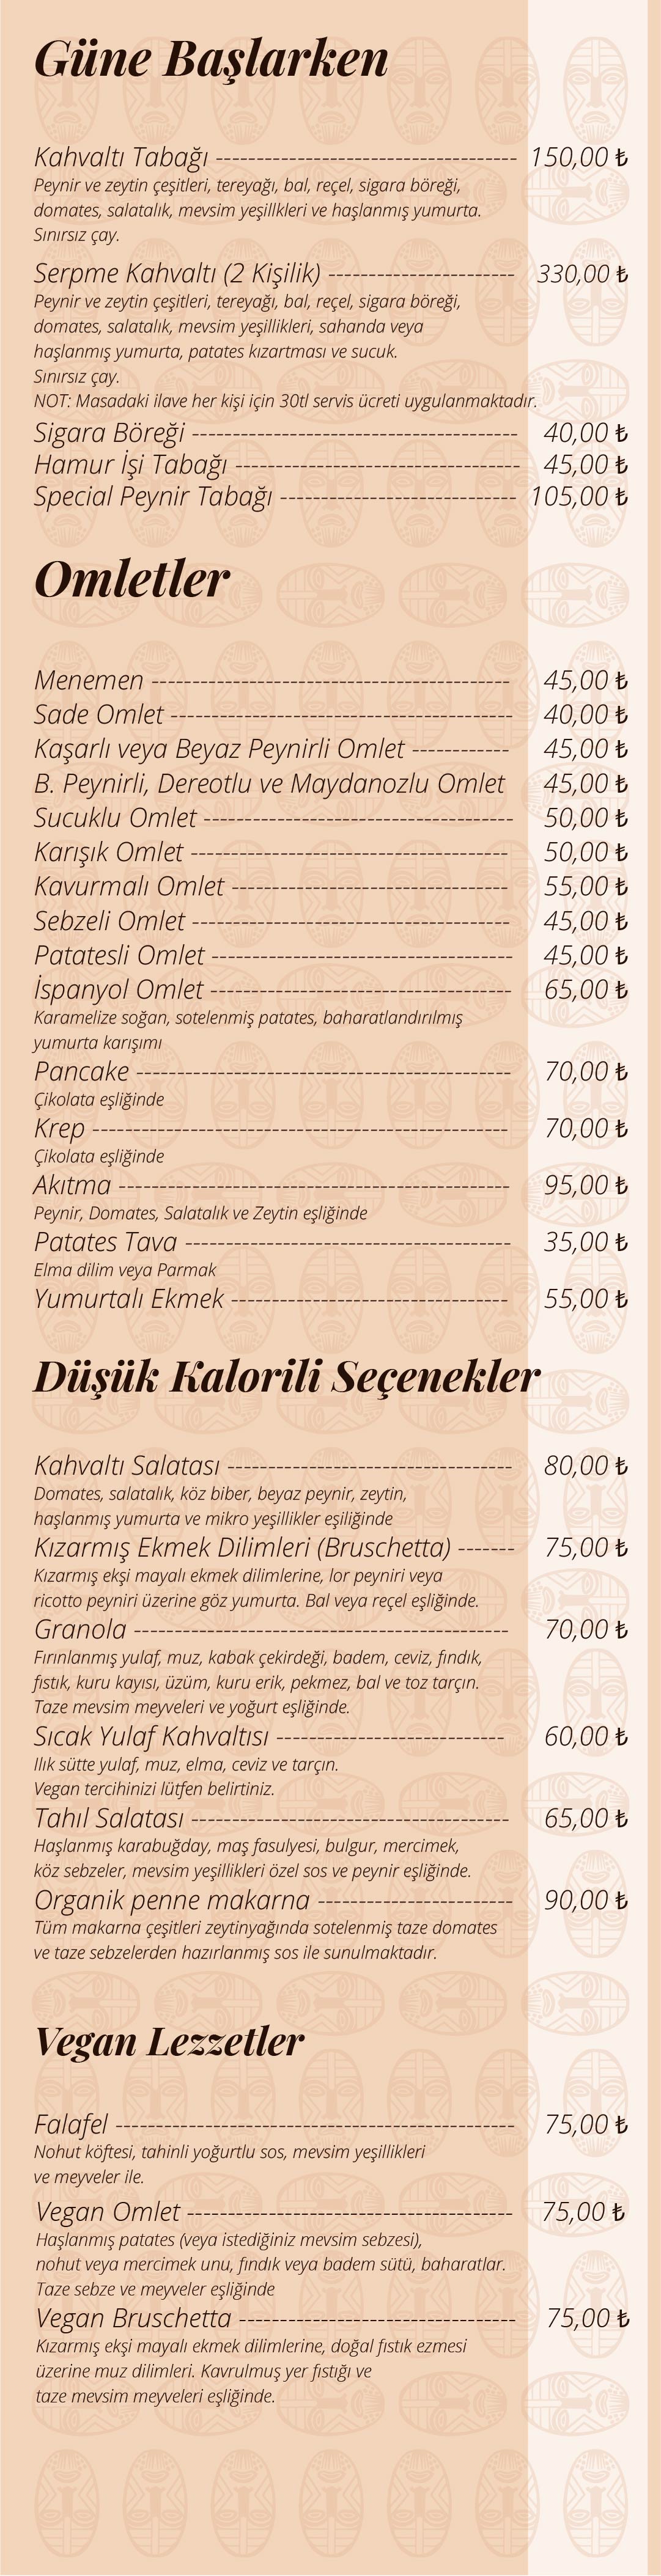 Güne Başlarken
Kahvaltı Tabağı ------------------------------------- 150,00 ₺
Peynir ve zeytin çeşitleri, tereyağı, bal, reçel, sigara böreği,
domates, salatalık, mevsim yeşillkleri ve haşlanmış yumurta.
Sınırsız çay.
Serpme Kahvaltı (2 Kişilik) ----------------------- 330,00 ₺
Peynir ve zeytin çeşitleri, tereyağı, bal, reçel, sigara böreği,
domates, salatalık, mevsim yeşillikleri, sahanda veya
haşlanmış yumurta, patates kızartması ve sucuk.
Sınırsız çay.
NOT: Masadaki ilave her kişi için 30tl servis ücreti uygulanmaktadır.
Sigara Böreği ---------------------------------------- 40,00 ₺
Hamur İşi Tabağı ----------------------------------- 45,00 ₺
Special Peynir Tabağı ----------------------------- 105,00 ₺
Omletler
Menemen -------------------------------------------- 45,00 ₺
Sade Omlet ------------------------------------------ 40,00 ₺
Kaşarlı veya Beyaz Peynirli Omlet ------------ 45,00 ₺
B. Peynirli, Dereotlu ve Maydanozlu Omlet 45,00 ₺
Sucuklu Omlet -------------------------------------- 50,00 ₺
Karışık Omlet --------------------------------------- 50,00 ₺
Kavurmalı Omlet ---------------------------------- 55,00 ₺
Sebzeli Omlet --------------------------------------- 45,00 ₺
Patatesli Omlet ------------------------------------- 45,00 ₺
İspanyol Omlet ------------------------------------- 65,00 ₺
Karamelize soğan, sotelenmiş patates, baharatlandırılmış
yumurta karışımı
Pancake ---------------------------------------------- 70,00 ₺
Çikolata eşliğinde
Krep --------------------------------------------------- 70,00 ₺
Çikolata eşliğinde
Akıtma ------------------------------------------------ 95,00 ₺
Peynir, Domates, Salatalık ve Zeytin eşliğinde
Patates Tava ---------------------------------------- 35,00 ₺
Elma dilim veya Parmak
Yumurtalı Ekmek ---------------------------------- 55,00 ₺
Düşük Kalorili Seçenekler
Kahvaltı Salatası ----------------------------------- 80,00 ₺
Domates, salatalık, köz biber, beyaz peynir, zeytin,
haşlanmış yumurta ve mikro yeşillikler eşiliğinde
Kızarmış Ekmek Dilimleri (Bruschetta) ------- 75,00 ₺
Kızarmış ekşi mayalı ekmek dilimlerine, lor peyniri veya
ricotto peyniri üzerine göz yumurta. Bal veya reçel eşliğinde.
Granola ---------------------------------------------- 70,00 ₺
Fırınlanmış yulaf, muz, kabak çekirdeği, badem, ceviz, fındık,
fıstık, kuru kayısı, üzüm, kuru erik, pekmez, bal ve toz tarçın.
Taze mevsim meyveleri ve yoğurt eşliğinde.
Sıcak Yulaf Kahvaltısı ---------------------------- 60,00 ₺
Ilık sütte yulaf, muz, elma, ceviz ve tarçın.
Vegan tercihinizi lütfen belirtiniz.
Tahıl Salatası --------------------------------------- 65,00 ₺
Haşlanmış karabuğday, maş fasulyesi, bulgur, mercimek,
köz sebzeler, mevsim yeşillikleri özel sos ve peynir eşliğinde.
Organik penne makarna ------------------------ 90,00 ₺
Tüm makarna çeşitleri zeytinyağında sotelenmiş taze domates
ve taze sebzelerden hazırlanmış sos ile sunulmaktadır.
Vegan Lezzetler
Falafel ------------------------------------------------- 75,00 ₺
Nohut köftesi, tahinli yoğurtlu sos, mevsim yeşillikleri
ve meyveler ile.
Vegan Omlet ---------------------------------------- 75,00 ₺
Haşlanmış patates (veya istediğiniz mevsim sebzesi),
nohut veya mercimek unu, fındık veya badem sütü, baharatlar.
Taze sebze ve meyveler eşliğinde
Vegan Bruschetta ---------------------------------- 75,00 ₺
Kızarmış ekşi mayalı ekmek dilimlerine, doğal fıstık ezmesi
üzerine muz dilimleri. Kavrulmuş yer fıstığı ve
taze mevsim meyveleri eşliğinde.